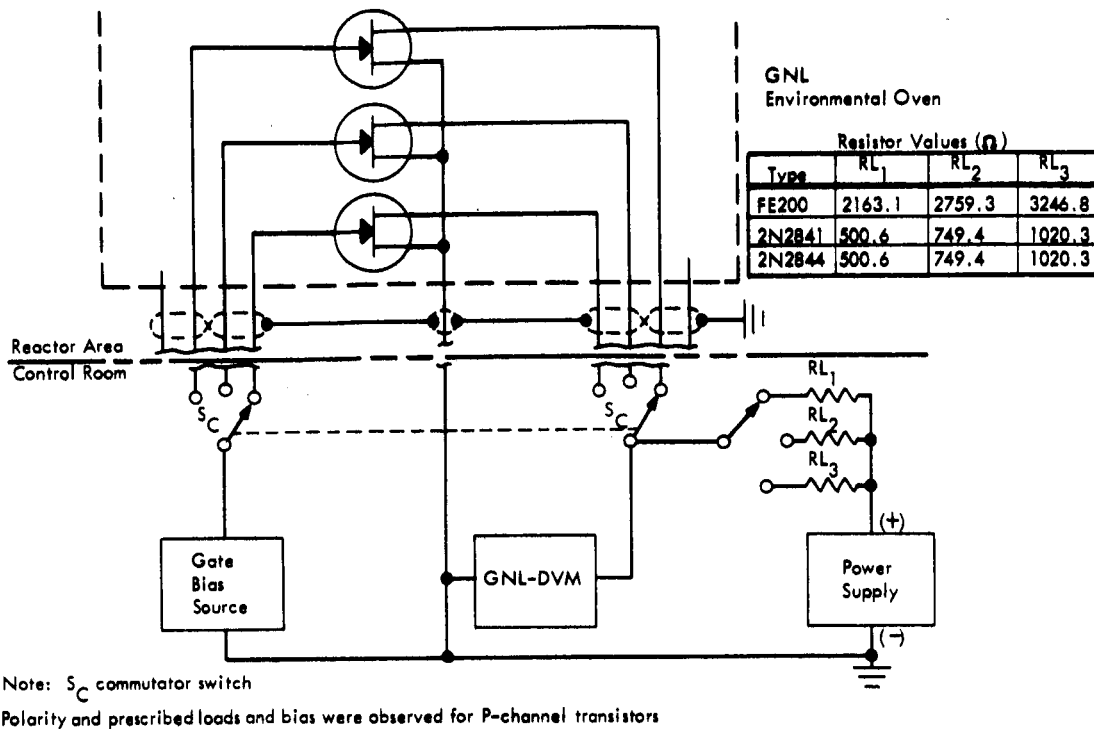 GNL
Environmental Oven
Resistor Values (Ω)
Type RL1 RL2 RL3
FE200 2163.1 2759.3 3246.8
2N2841 500.6 749.4 1020.3
2N2844 500.6 749.4 1020.3
Reactor Area
Control Room
SC
SC
RL1
RL2
RL3
(+)
Gate
Bias
Source
GNL-DVM
Power
Supply
(-)
Note: SC commutator switch
Polarity and prescribed loads and bias were observed for P-channel transistors